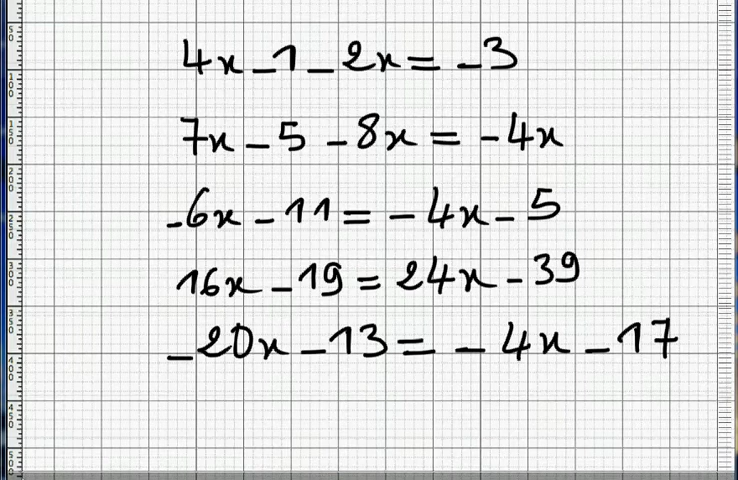 4x - 1 - 2x = -3
7x - 5 - 8x = -4x
-6x - 11 = -4x - 5
16x - 19 = 24x - 39
-20x - 13 = -4x - 17